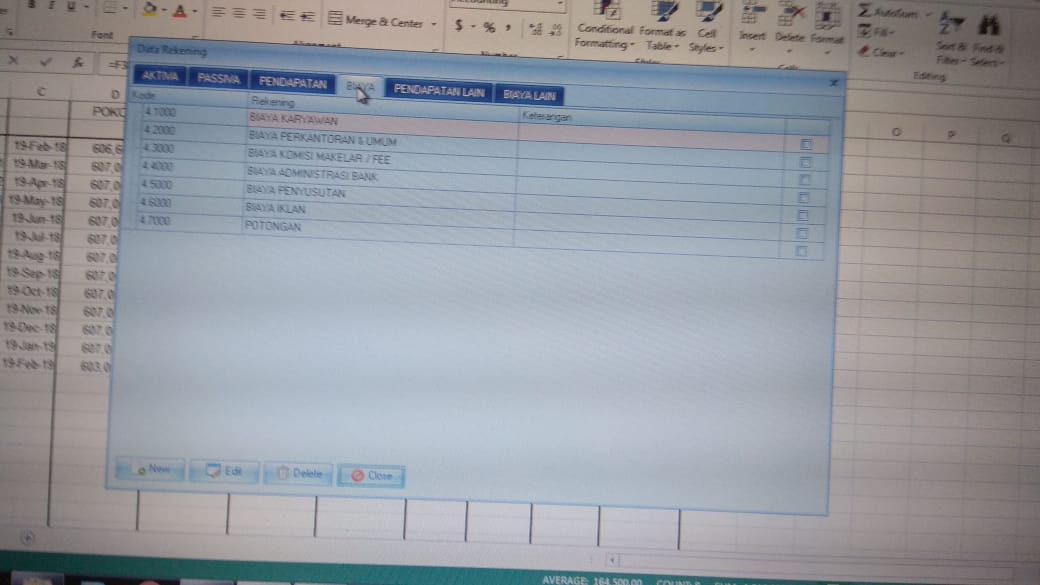 Merge & Center
$ - % ,
Conditional Formatting
Format as Table
Cell Styles
Insert Delete Format
AutoSum
Fill
Clear
Sort & Filter
Find & Select
Font
Editing
Data Rekening
AKTIVA PASSIVA PENDAPATAN BIAYA PENDAPATAN LAIN BIAYA LAIN
Kode Rekening Keterangan
4.1000 BIAYA KARYAWAN
4.2000 BIAYA PERKANTORAN & UMUM
4.3000 BIAYA KOMISI MAKELAR / FEE
4.4000 BIAYA ADMINISTRASI BANK
4.5000 BIAYA PENYUSUTAN
4.6000 BIAYA IKLAN
4.7000 POTONGAN
New Edit Delete Close
C D O P Q
POKO
19-Feb-18 606,6
19-Mar-18 607,0
19-Apr-18 607,0
19-May-18 607,0
19-Jun-18 607,0
19-Jul-18 607,0
19-Aug-18 607,0
19-Sep-18 607,0
19-Oct-18 607,0
19-Nov-18 607,0
19-Dec-18 607,0
19-Jan-19 607,0
19-Feb-19 603,0
AVERAGE: 164,500.00